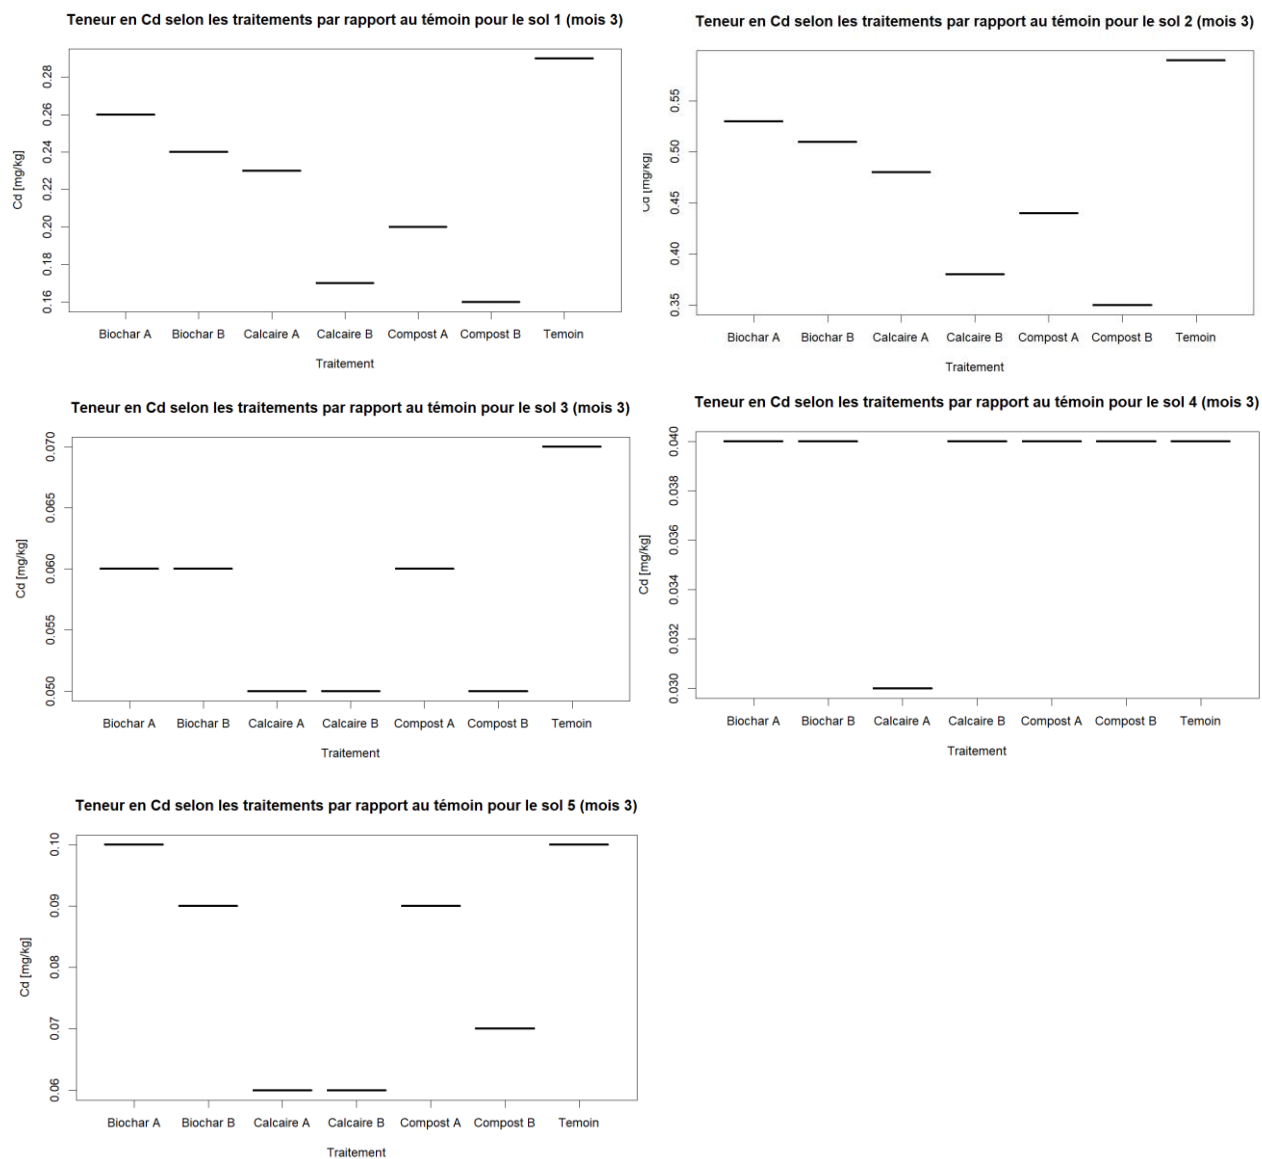 Teneur en Cd selon les traitements par rapport au témoin pour le sol 1 (mois 3)
Cd [mg/kg]
0.28
0.26
0.24
0.22
0.20
0.18
0.16
Biochar A Biochar B Calcaire A Calcaire B Compost A Compost B Temoin
Traitement
Teneur en Cd selon les traitements par rapport au témoin pour le sol 2 (mois 3)
Cd [mg/kg]
0.55
0.50
0.45
0.40
0.35
Biochar A Biochar B Calcaire A Calcaire B Compost A Compost B Temoin
Traitement
Teneur en Cd selon les traitements par rapport au témoin pour le sol 3 (mois 3)
Cd [mg/kg]
0.070
0.065
0.060
0.055
0.050
Biochar A Biochar B Calcaire A Calcaire B Compost A Compost B Temoin
Traitement
Teneur en Cd selon les traitements par rapport au témoin pour le sol 4 (mois 3)
Cd [mg/kg]
0.040
0.038
0.036
0.034
0.032
0.030
Biochar A Biochar B Calcaire A Calcaire B Compost A Compost B Temoin
Traitement
Teneur en Cd selon les traitements par rapport au témoin pour le sol 5 (mois 3)
Cd [mg/kg]
0.10
0.09
0.08
0.07
0.06
Biochar A Biochar B Calcaire A Calcaire B Compost A Compost B Temoin
Traitement